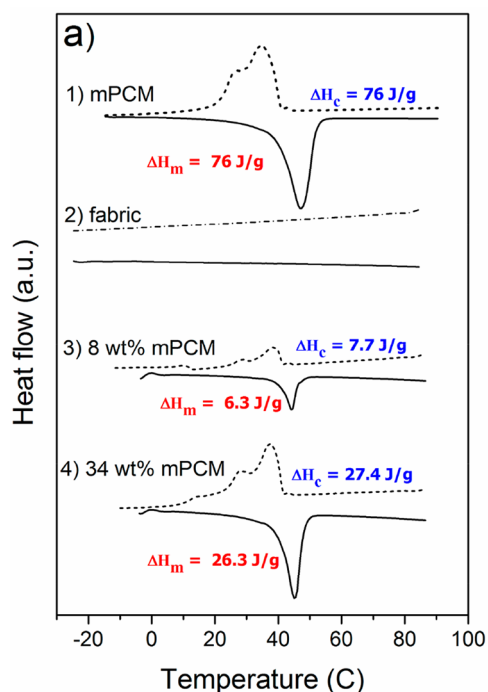 a)
1) mPCM
ΔHc = 76 J/g
ΔHm = 76 J/g
2) fabric
3) 8 wt% mPCM
ΔHc = 7.7 J/g
ΔHm = 6.3 J/g
4) 34 wt% mPCM
ΔHc = 27.4 J/g
ΔHm = 26.3 J/g
Heat flow (a.u.)
-20 0 20 40 60 80 100
Temperature (C)